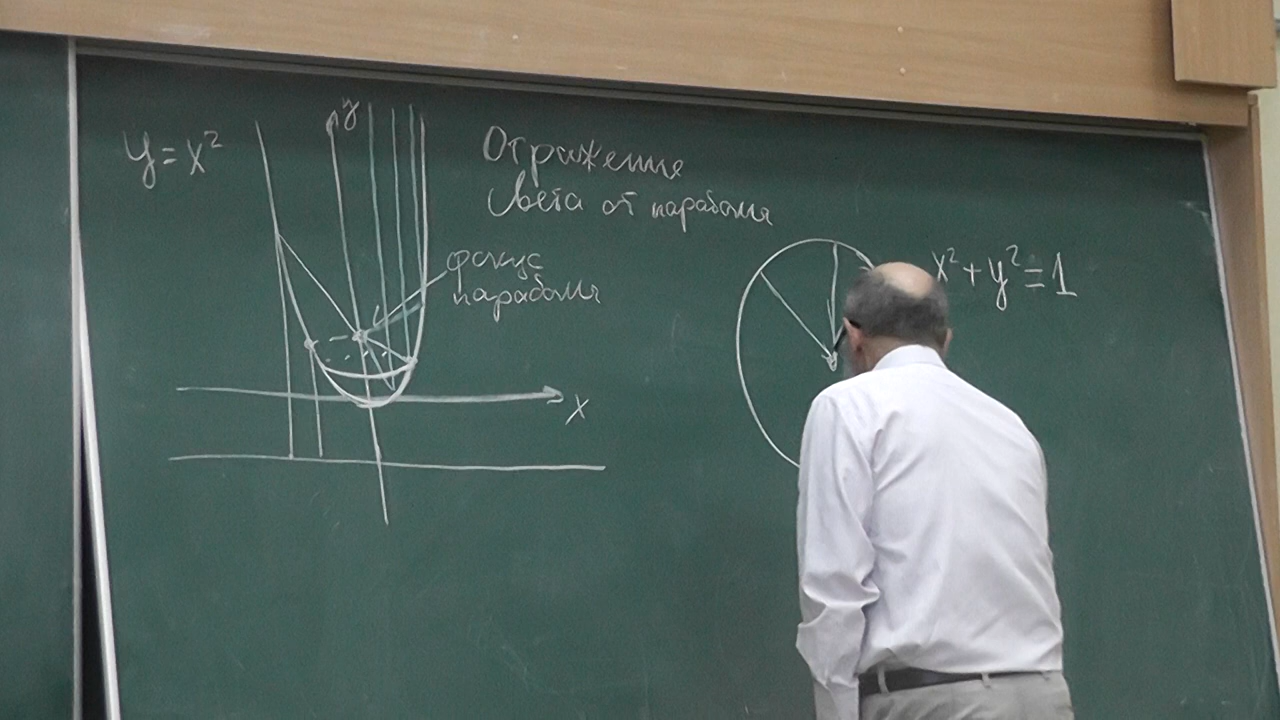 y = x²
y
Отражение
света от параболы
фокус
параболы
x
x² + y² = 1